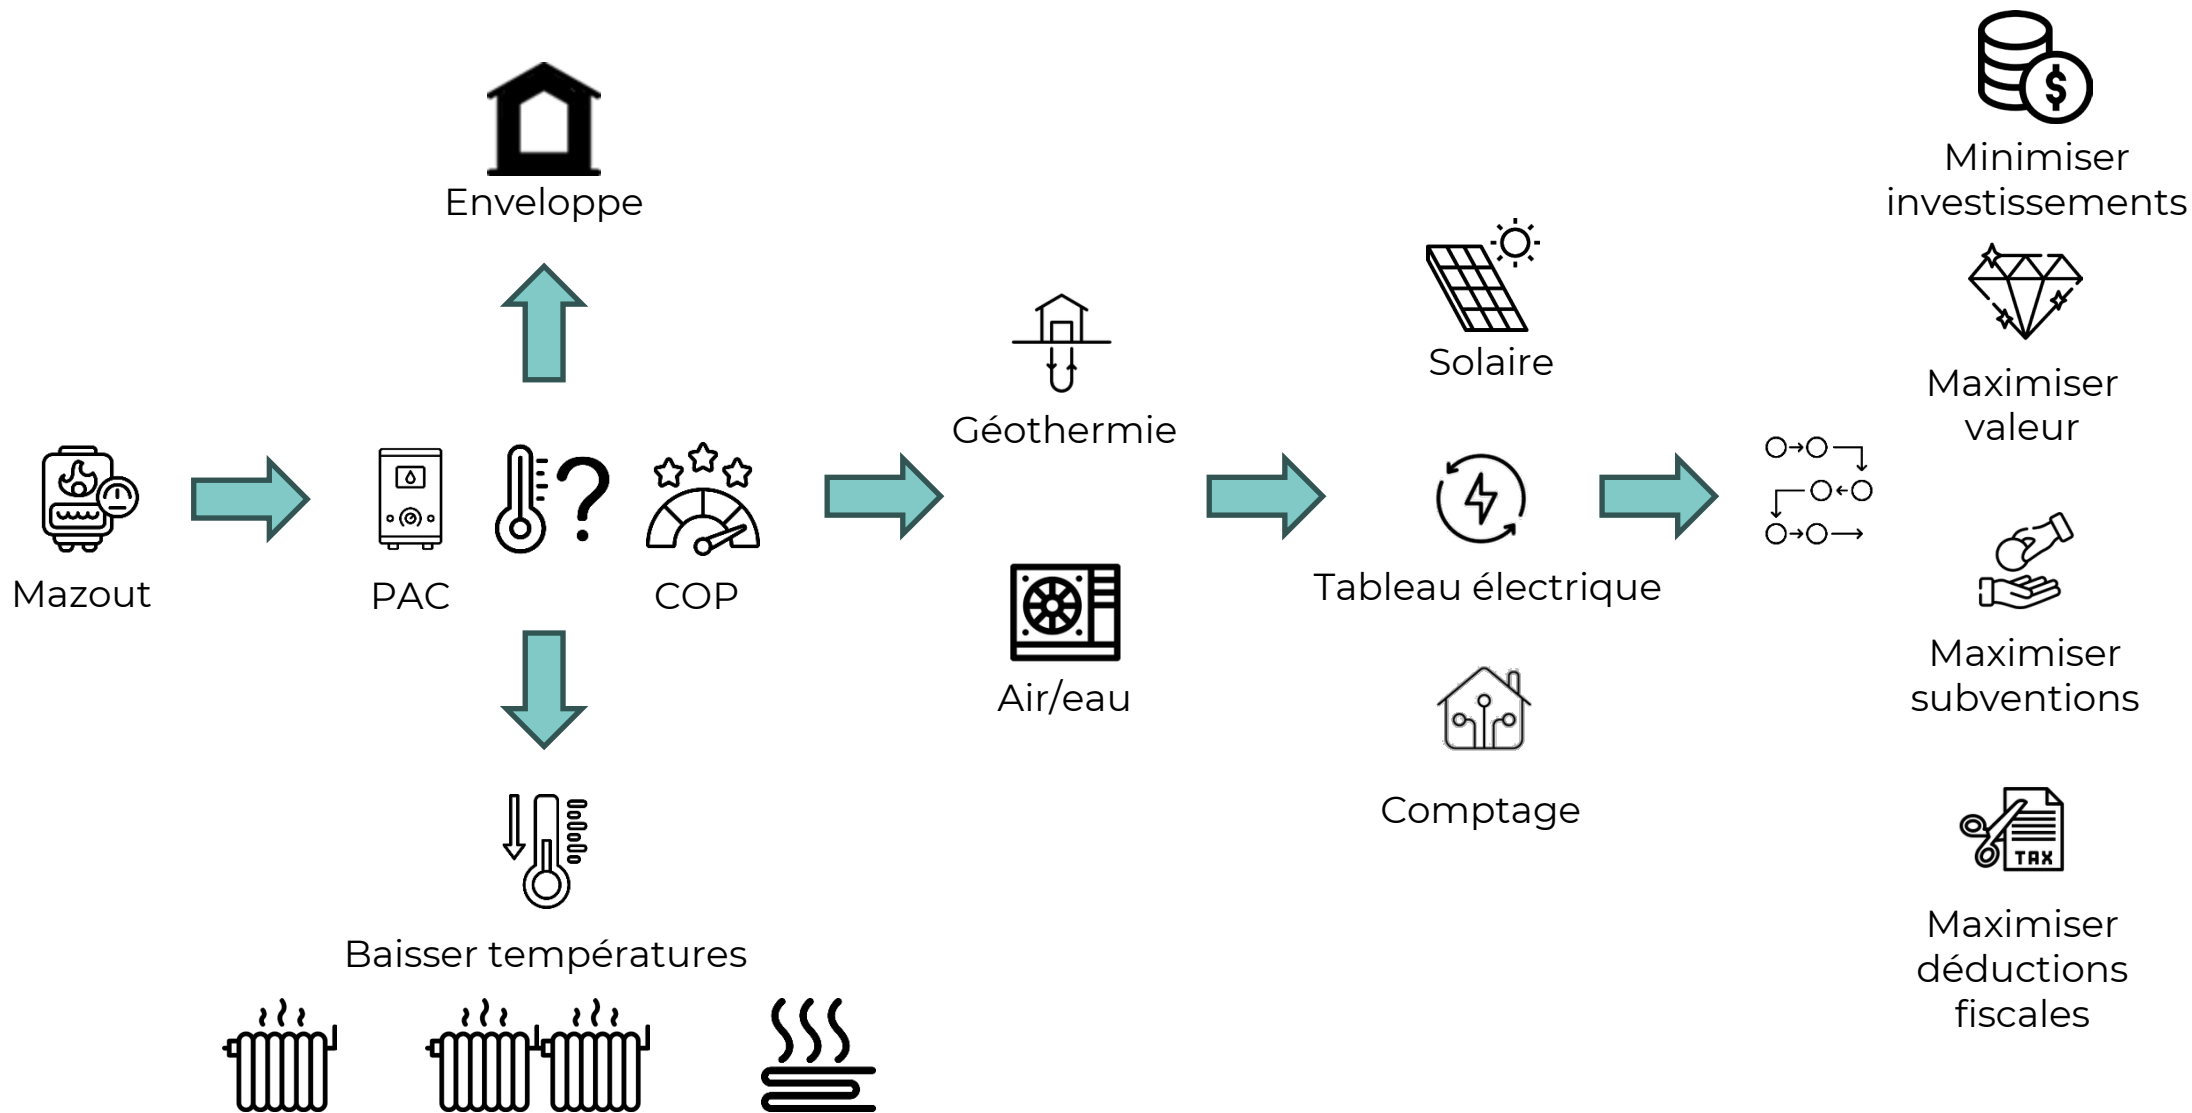 Enveloppe
Mazout
PAC
?
COP
Baisser températures
Géothermie
Air/eau
Solaire
Tableau électrique
Comptage
$
Minimiser
investissements
Maximiser
valeur
Maximiser
subventions
TAX
Maximiser
déductions
fiscales